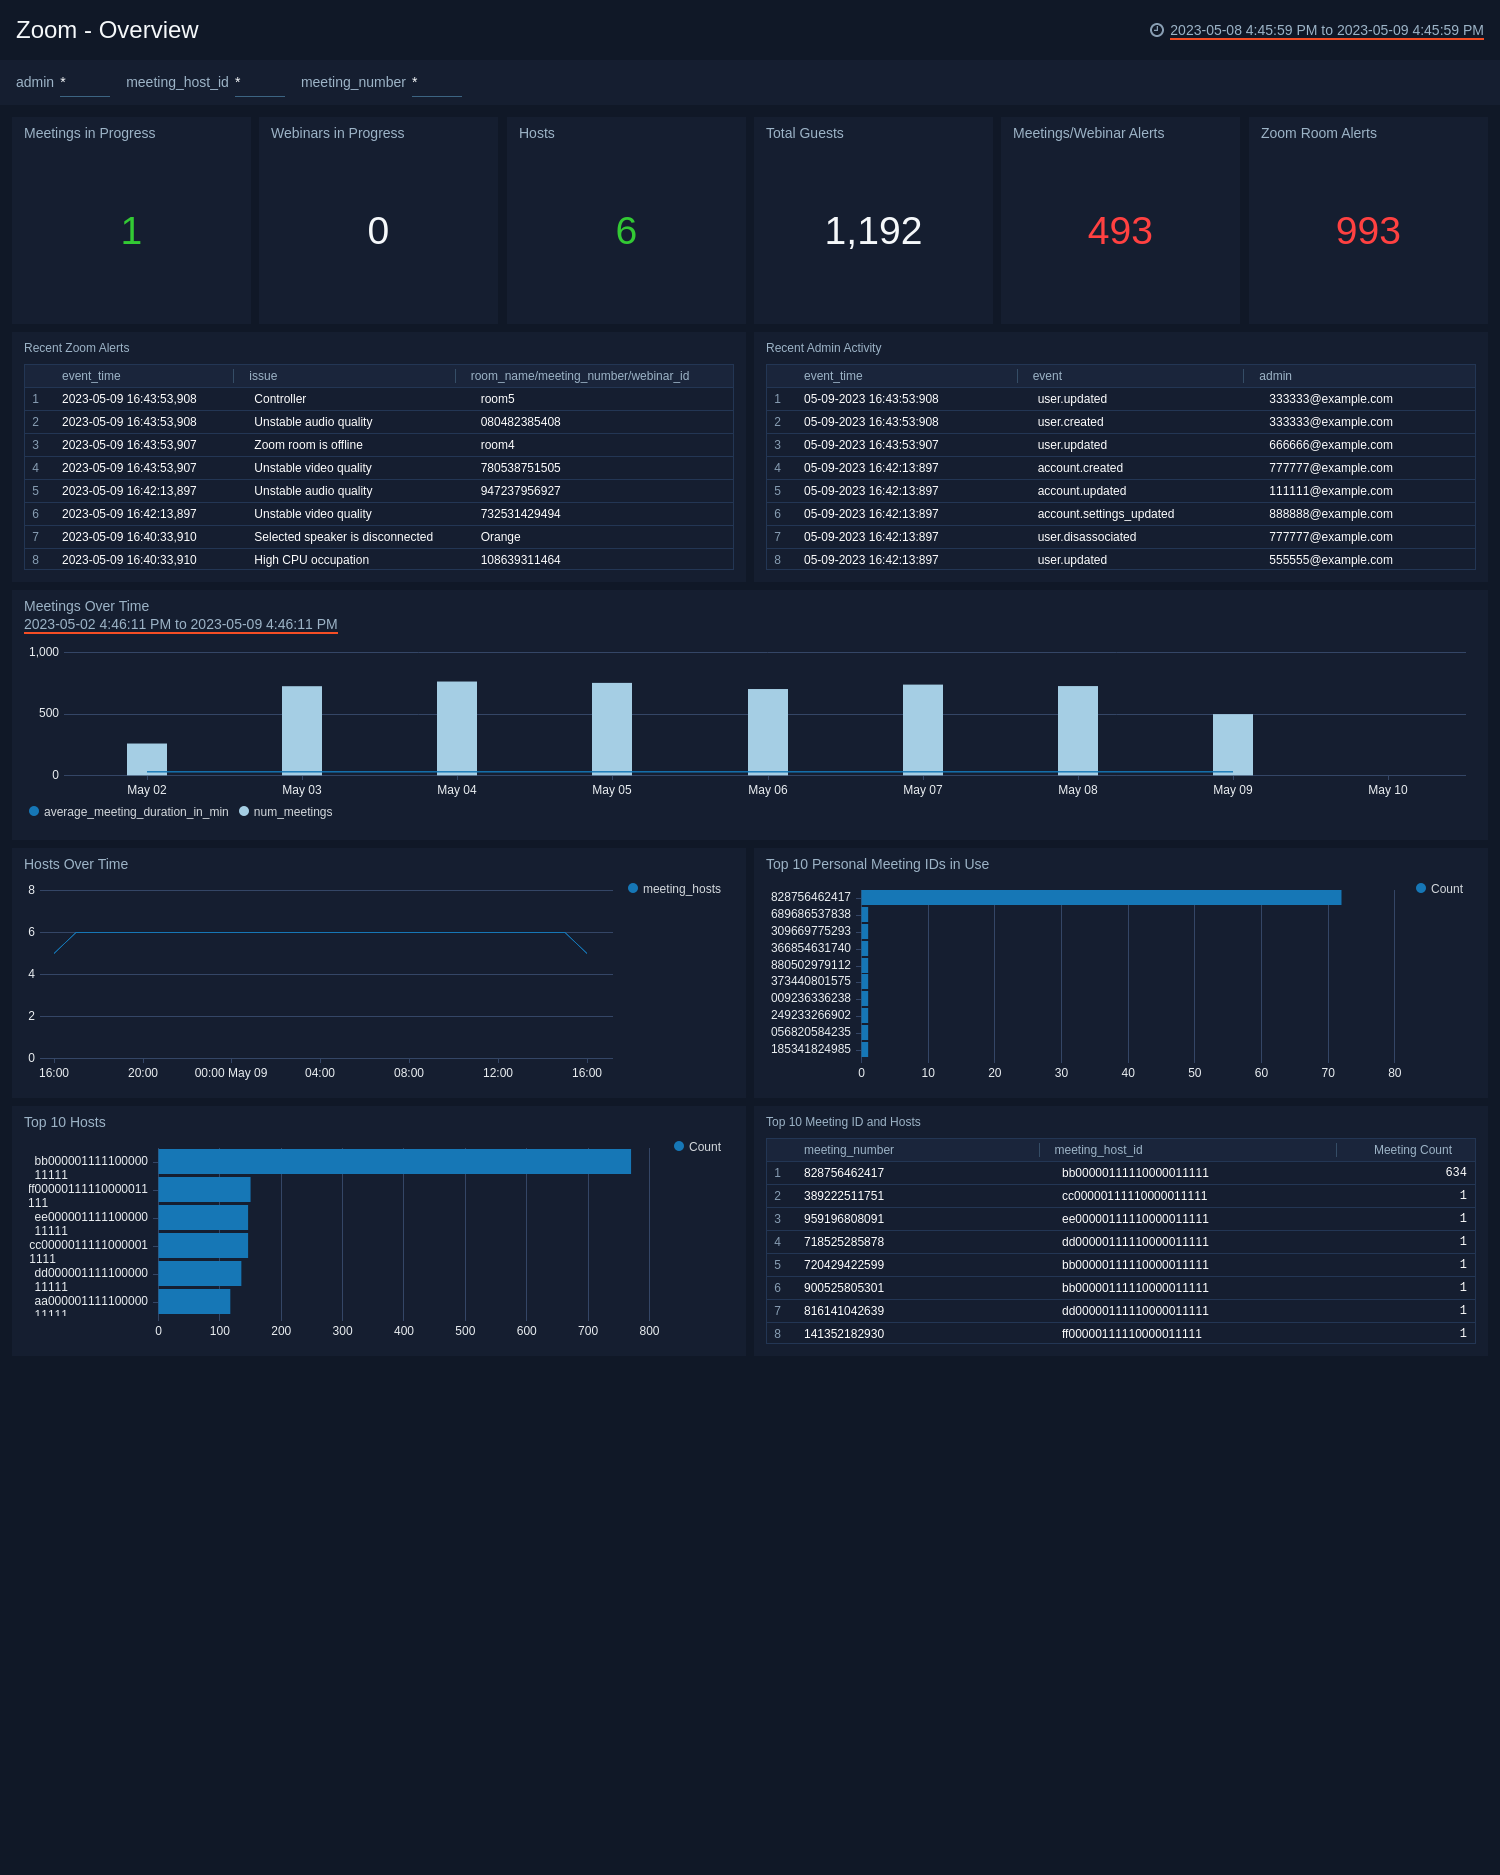 Zoom - Overview
2023-05-08 4:45:59 PM to 2023-05-09 4:45:59 PM
admin * meeting_host_id * meeting_number *
Meetings in Progress
1
Webinars in Progress
0
Hosts
6
Total Guests
1,192
Meetings/Webinar Alerts
493
Zoom Room Alerts
993
Recent Zoom Alerts
event_time issue room_name/meeting_number/webinar_id
1 2023-05-09 16:43:53,908 Controller room5
2 2023-05-09 16:43:53,908 Unstable audio quality 080482385408
3 2023-05-09 16:43:53,907 Zoom room is offline room4
4 2023-05-09 16:43:53,907 Unstable video quality 780538751505
5 2023-05-09 16:42:13,897 Unstable audio quality 947237956927
6 2023-05-09 16:42:13,897 Unstable video quality 732531429494
7 2023-05-09 16:40:33,910 Selected speaker is disconnected Orange
8 2023-05-09 16:40:33,910 High CPU occupation 108639311464
Recent Admin Activity
event_time event admin
1 05-09-2023 16:43:53:908 user.updated 333333@example.com
2 05-09-2023 16:43:53:908 user.created 333333@example.com
3 05-09-2023 16:43:53:907 user.updated 666666@example.com
4 05-09-2023 16:42:13:897 account.created 777777@example.com
5 05-09-2023 16:42:13:897 account.updated 111111@example.com
6 05-09-2023 16:42:13:897 account.settings_updated 888888@example.com
7 05-09-2023 16:42:13:897 user.disassociated 777777@example.com
8 05-09-2023 16:42:13:897 user.updated 555555@example.com
Meetings Over Time
2023-05-02 4:46:11 PM to 2023-05-09 4:46:11 PM
1,000
500
0
May 02 May 03 May 04 May 05 May 06 May 07 May 08 May 09 May 10
average_meeting_duration_in_min num_meetings
Hosts Over Time
meeting_hosts
8
6
4
2
0
16:00 20:00 00:00 May 09 04:00 08:00 12:00 16:00
Top 10 Personal Meeting IDs in Use
Count
828756462417
689686537838
309669775293
366854631740
880502979112
373440801575
009236336238
249233266902
056820584235
185341824985
0 10 20 30 40 50 60 70 80
Top 10 Hosts
Count
bb000001111100000
11111
ff00000111110000011
111
ee000001111100000
11111
cc0000011111000001
1111
dd000001111100000
11111
aa000001111100000
11111
0 100 200 300 400 500 600 700 800
Top 10 Meeting ID and Hosts
meeting_number meeting_host_id Meeting Count
1 828756462417 bb00000111110000011111 634
2 389222511751 cc00000111110000011111 1
3 959196808091 ee00000111110000011111 1
4 718525285878 dd00000111110000011111 1
5 720429422599 bb00000111110000011111 1
6 900525805301 bb00000111110000011111 1
7 816141042639 dd00000111110000011111 1
8 141352182930 ff00000111110000011111 1